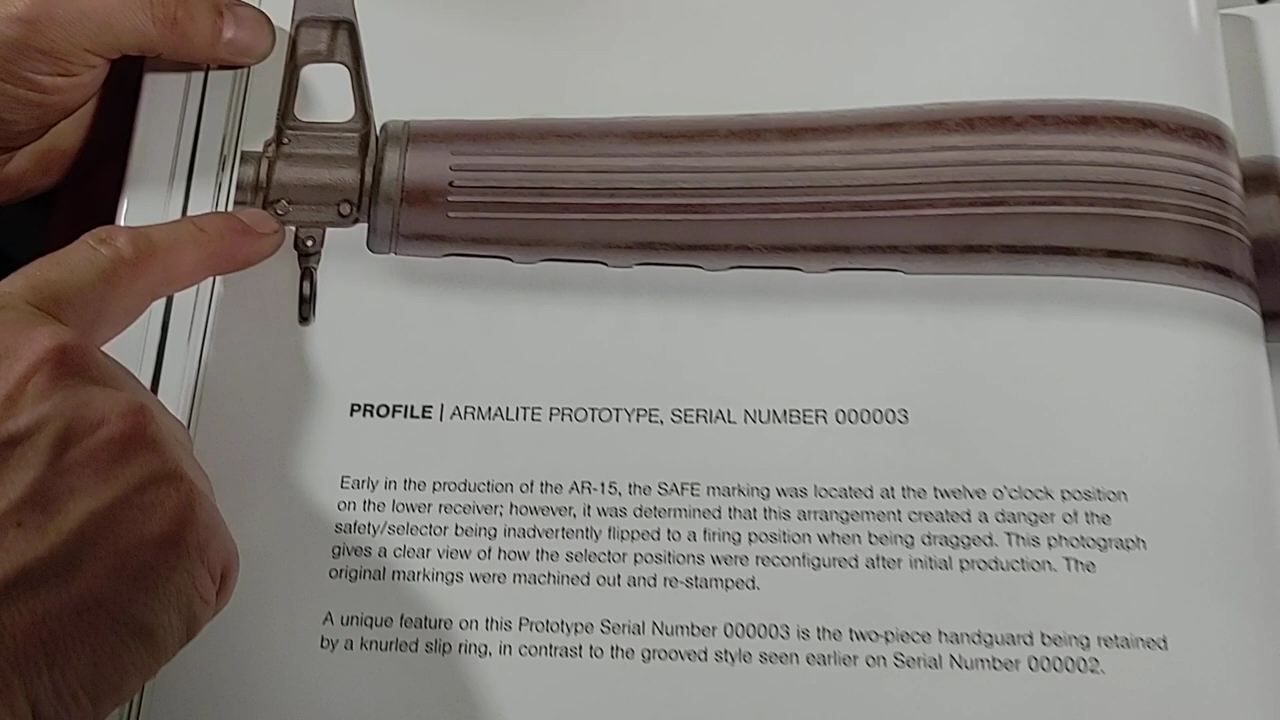 PROFILE | ARMALITE PROTOTYPE, SERIAL NUMBER 000003
Early in the production of the AR-15, the SAFE marking was located at the twelve o'clock position
on the lower receiver; however, it was determined that this arrangement created a danger of the
safety/selector being inadvertently flipped to a firing position when being dragged. This photograph
gives a clear view of how the selector positions were reconfigured after initial production. The
original markings were machined out and re-stamped.
A unique feature on this Prototype Serial Number 000003 is the two-piece handguard being retained
by a knurled slip ring, in contrast to the grooved style seen earlier on Serial Number 000002.